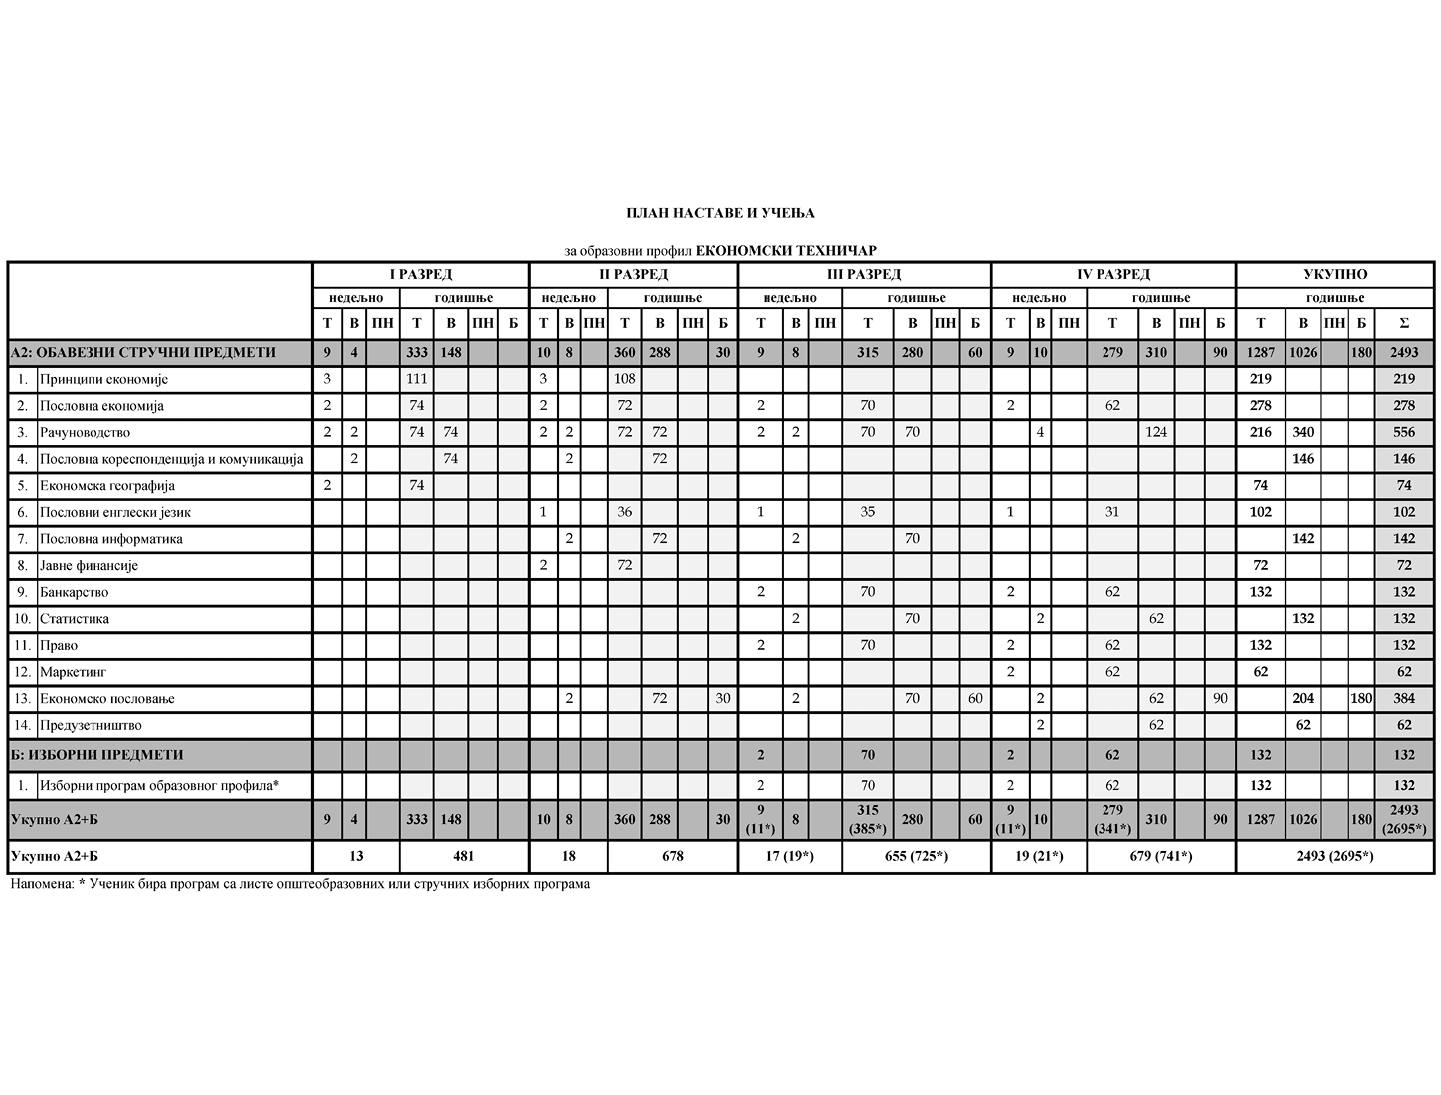 ПЛАН НАСТАВЕ И УЧЕЊА
за образовни профил ЕКОНОМСКИ ТЕХНИЧАР
I РАЗРЕД II РАЗРЕД III РАЗРЕД IV РАЗРЕД УКУПНО
недељно годишње недељно годишње недељно годишње недељно годишње годишње
Т В ПН Т В ПН Б Т В ПН Т В ПН Б Т В ПН Т В ПН Б Т В ПН Т В ПН Б Т В ПН Б Σ
А2: ОБАВЕЗНИ СТРУЧНИ ПРЕДМЕТИ 9 4 333 148 10 8 360 288 30 9 8 315 280 60 9 10 279 310 90 1287 1026 180 2493
1. Принципи економије 3 111 3 108 219 219
2. Пословна економија 2 74 2 72 2 70 2 62 278 278
3. Рачуноводство 2 2 74 74 2 2 72 72 2 2 70 70 4 124 216 340 556
4. Пословна кореспонденција и комуникација 2 74 2 72 146 146
5. Економска географија 2 74 74 74
6. Пословни енглески језик 1 36 1 35 1 31 102 102
7. Пословна информатика 2 72 2 70 142 142
8. Јавне финансије 2 72 72 72
9. Банкарство 2 70 2 62 132 132
10. Статистика 2 70 2 62 132 132
11. Право 2 70 2 62 132 132
12. Маркетинг 2 62 62 62
13. Економско пословање 2 72 30 2 70 60 2 62 90 204 180 384
14. Предузетништво 2 62 62 62
Б: ИЗБОРНИ ПРЕДМЕТИ 2 70 2 62 132 132
1. Изборни програм образовног профила* 2 70 2 62 132 132
Укупно А2+Б 9 4 333 148 10 8 360 288 30 9 (11*) 8 315 (385*) 280 60 9 (11*) 10 279 (341*) 310 90 1287 1026 180 2493 (2695*)
Укупно А2+Б 13 481 18 678 17 (19*) 655 (725*) 19 (21*) 679 (741*) 2493 (2695*)
Напомена: * Ученик бира програм са листе општеобразовних или стручних изборних програма